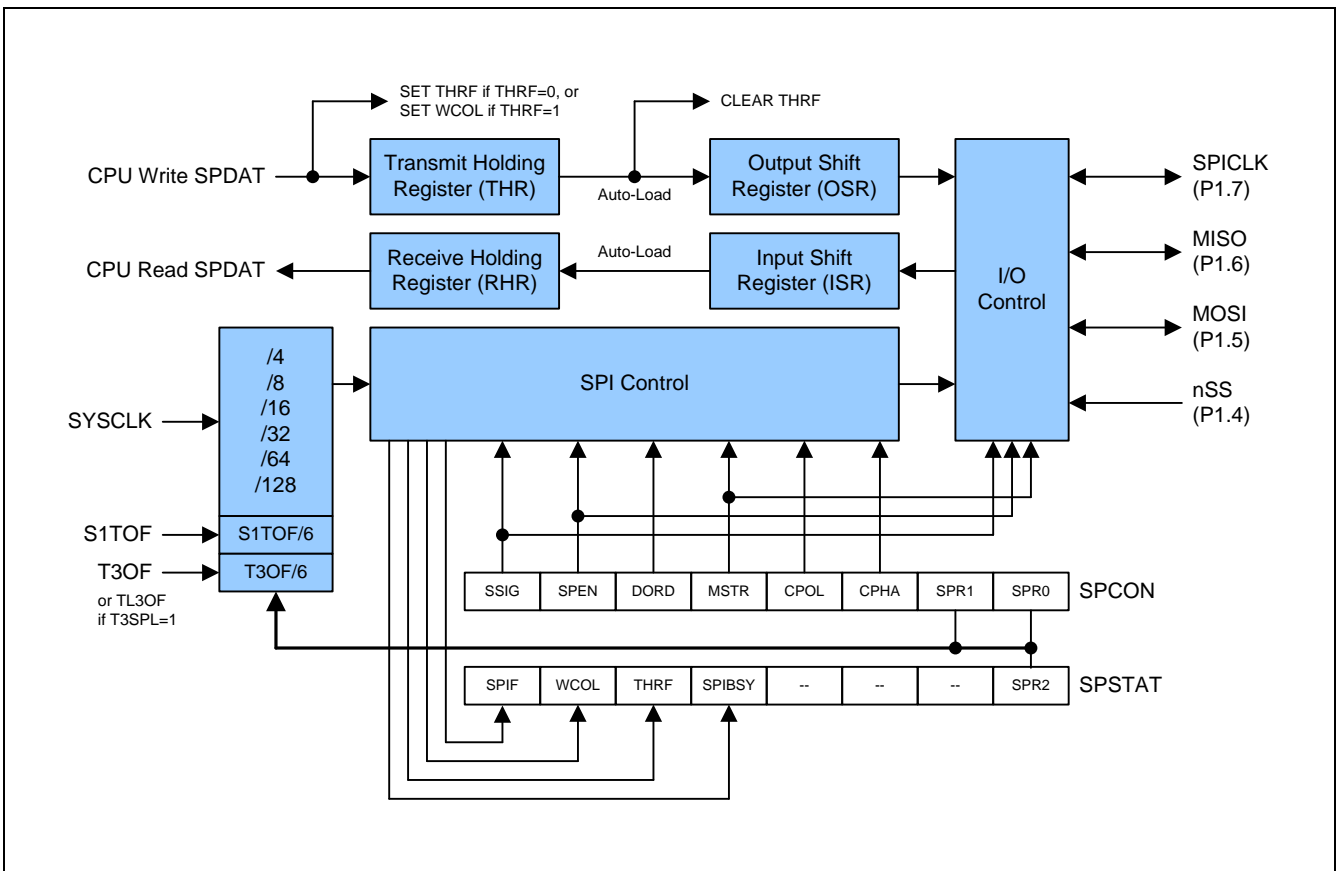 SET THRF if THRF=0, or
SET WCOL if THRF=1
CLEAR THRF
CPU Write SPDAT
Transmit Holding
Register (THR)
Auto-Load
Output Shift
Register (OSR)
SPICLK
(P1.7)
CPU Read SPDAT
Receive Holding
Register (RHR)
Auto-Load
Input Shift
Register (ISR)
I/O
Control
MISO
(P1.6)
MOSI
(P1.5)
nSS
(P1.4)
SYSCLK
/4
/8
/16
/32
/64
/128
SPI Control
S1TOF
S1TOF/6
T3OF
T3OF/6
or TL3OF
if T3SPL=1
SSIG SPEN DORD MSTR CPOL CPHA SPR1 SPR0 SPCON
SPIF WCOL THRF SPIBSY -- -- -- SPR2 SPSTAT